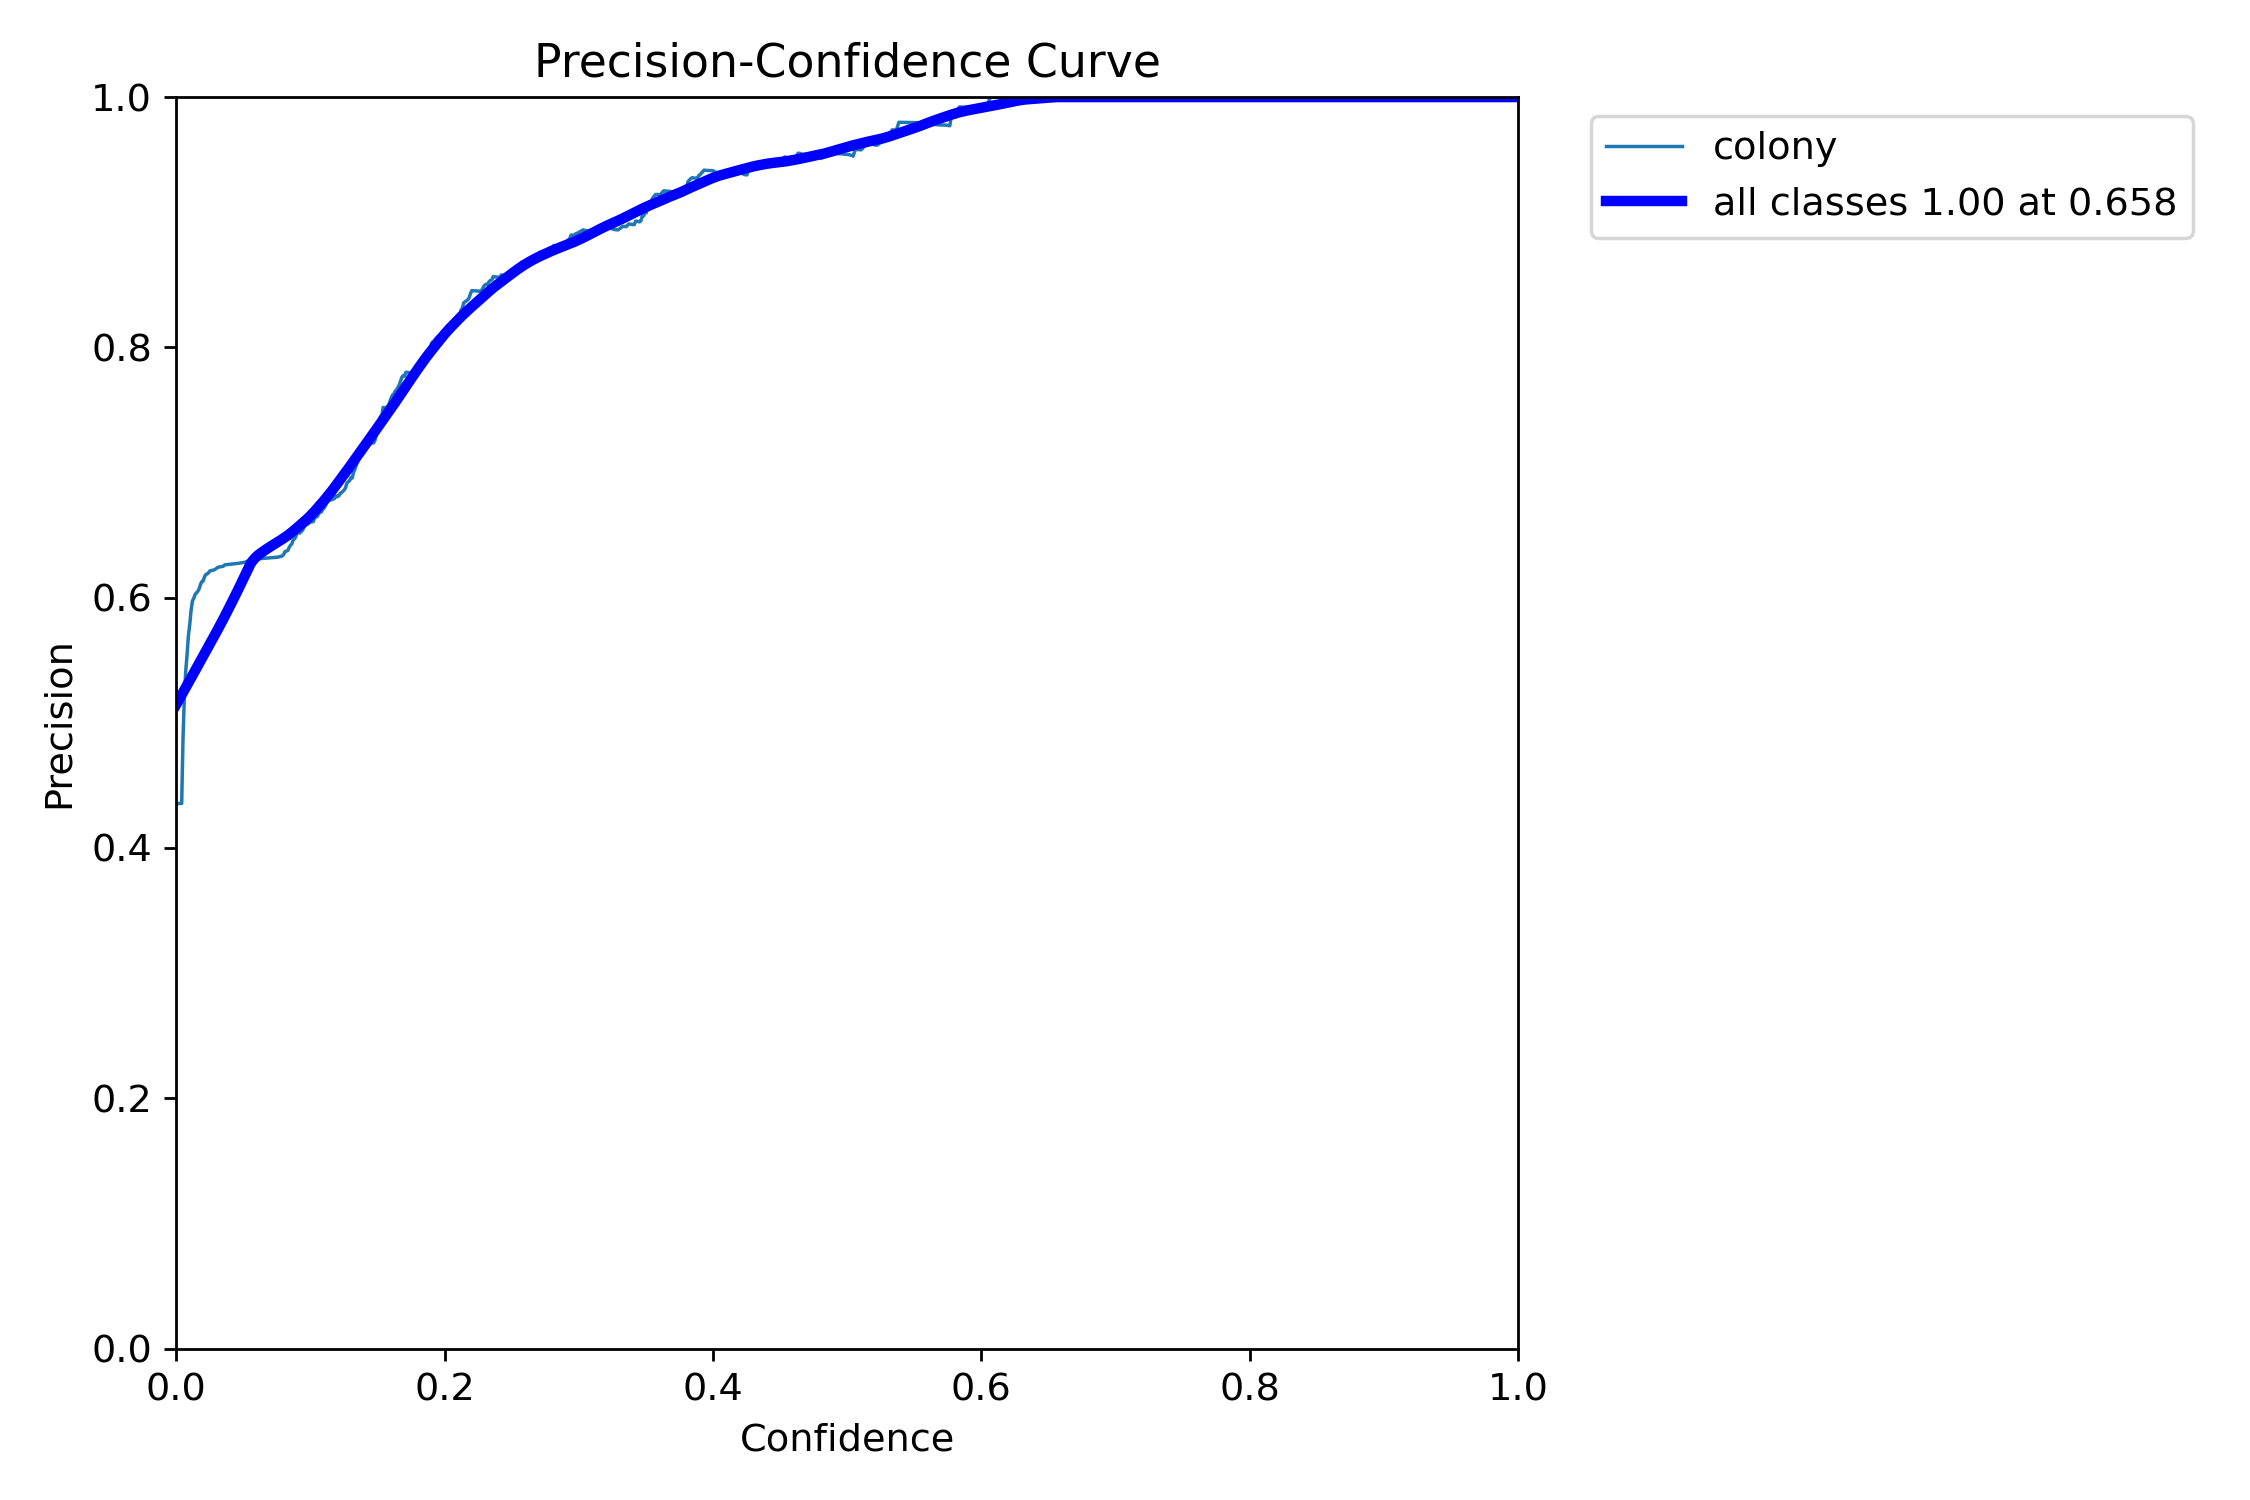 Precision-Confidence Curve
1.0
0.8
0.6
0.4
0.2
0.0
Precision
0.0 0.2 0.4 0.6 0.8 1.0
Confidence
colony
all classes 1.00 at 0.658